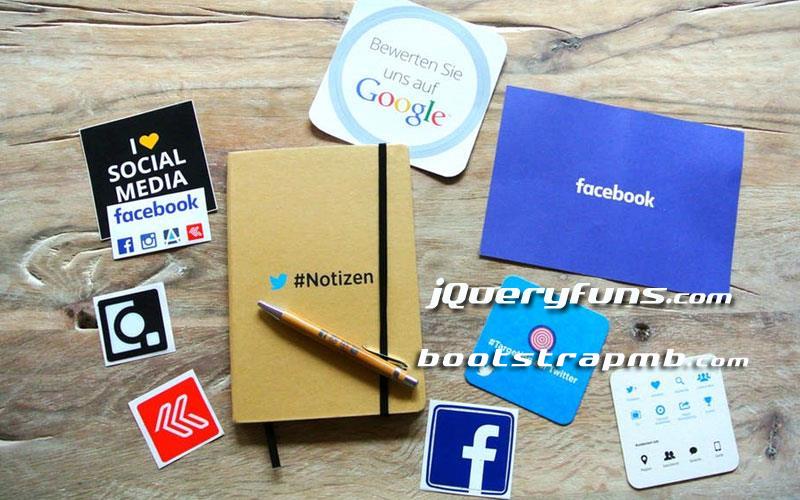 Bewerten Sie
uns auf
Google
I
SOCIAL
MEDIA
facebook
facebook
#Notizen
jQueryfuns.com
Twitter
bootstrapmb.com